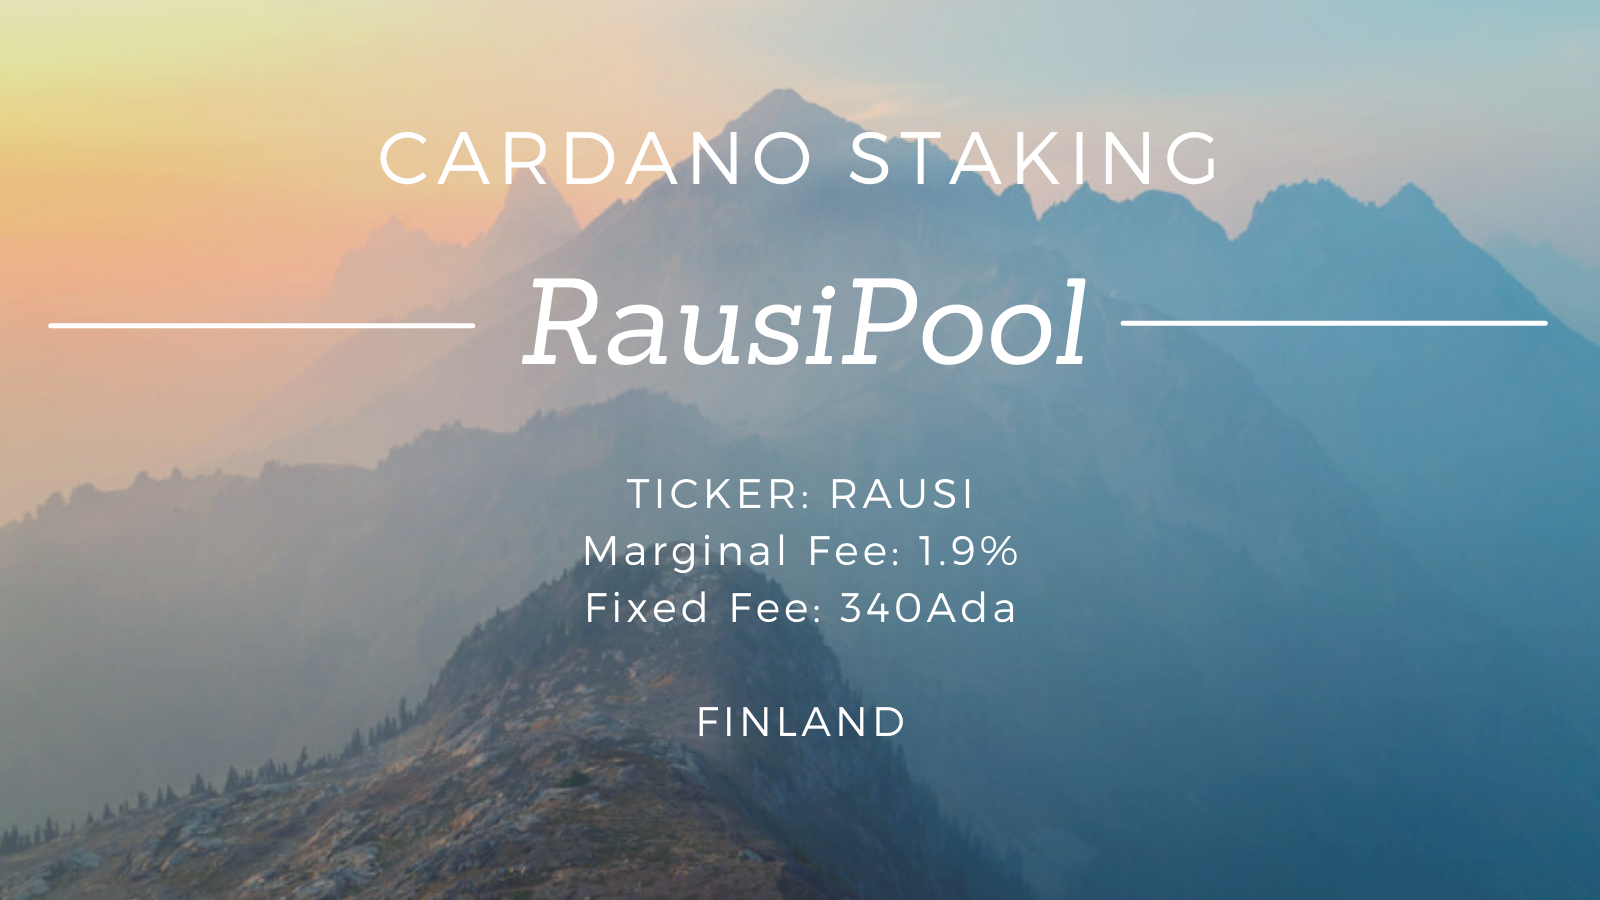 CARDANO STAKING
RausiPool
TICKER: RAUSI
Marginal Fee: 1.9%
Fixed Fee: 340Ada
FINLAND